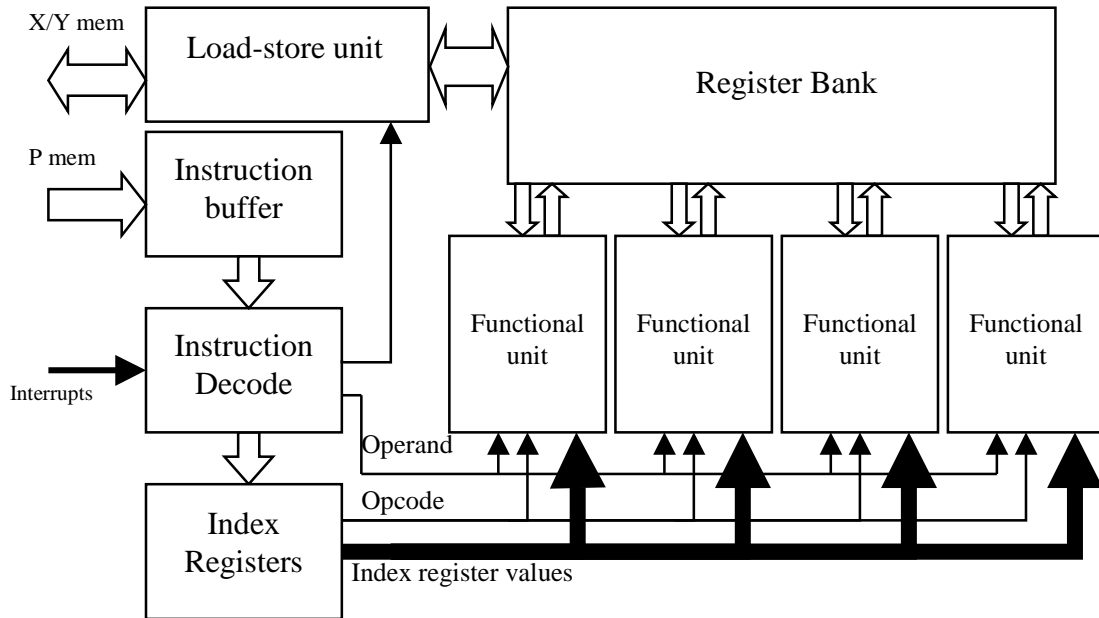 X/Y mem
Load-store unit
Register Bank
P mem
Instruction
buffer
Functional
unit
Functional
unit
Functional
unit
Functional
unit
Instruction
Decode
Interrupts
Operand
Opcode
Index
Registers
Index register values